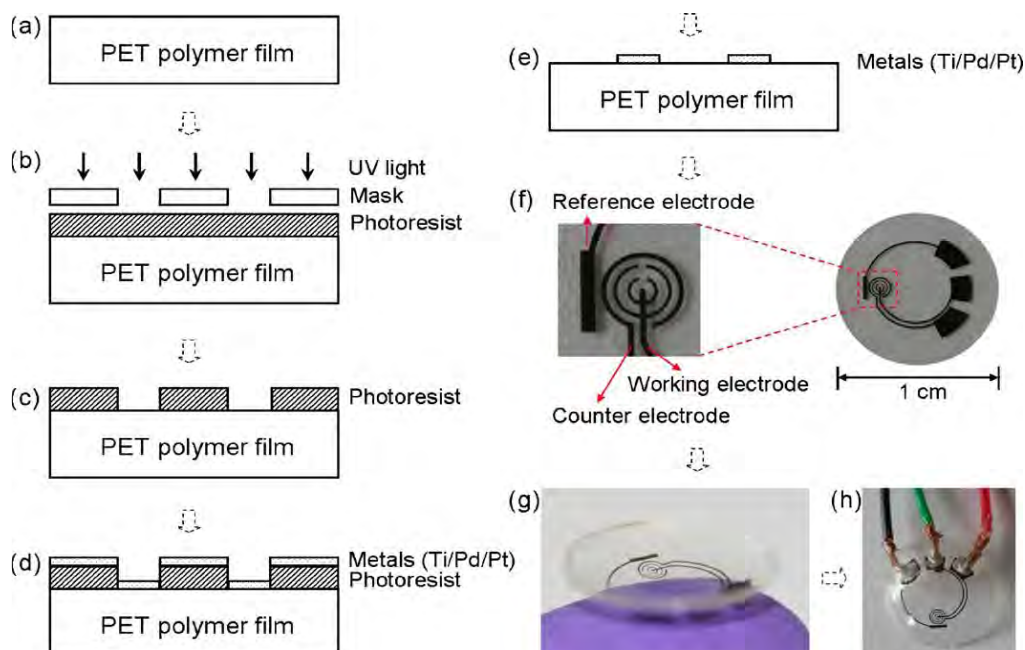 (a)
PET polymer film
(b)
UV light
Mask
Photoresist
PET polymer film
(c)
Photoresist
PET polymer film
(d)
Metals (Ti/Pd/Pt)
Photoresist
PET polymer film
(e)
Metals (Ti/Pd/Pt)
PET polymer film
(f)
Reference electrode
Working electrode
Counter electrode
1 cm
(g)
(h)